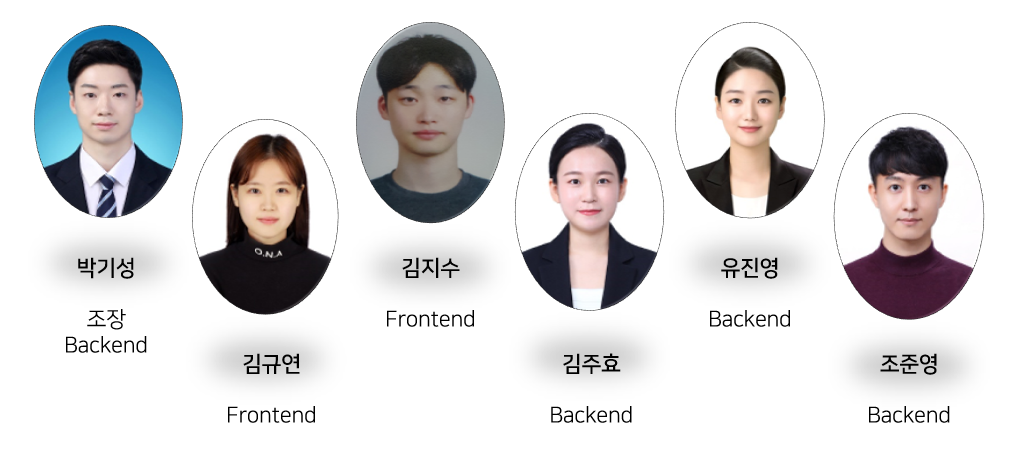 박기성
조장
Backend
O.N.A
김규연
Frontend
김지수
Frontend
김주효
Backend
유진영
Backend
조준영
Backend